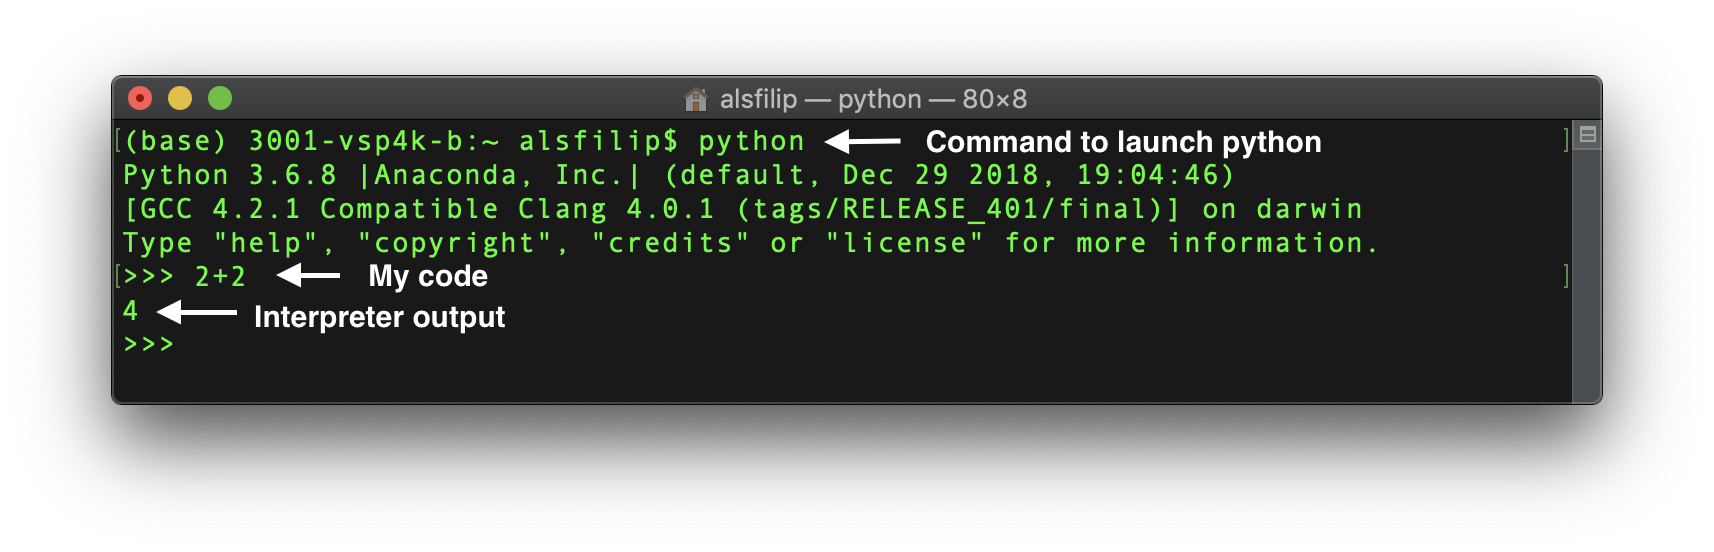 alsfilip — python — 80×8
[(base) 3001-vsp4k-b:~ alsfilip$ python Command to launch python ]
Python 3.6.8 |Anaconda, Inc.| (default, Dec 29 2018, 19:04:46)
[GCC 4.2.1 Compatible Clang 4.0.1 (tags/RELEASE_401/final)] on darwin
Type "help", "copyright", "credits" or "license" for more information.
[>>> 2+2 My code ]
4 Interpreter output
>>>